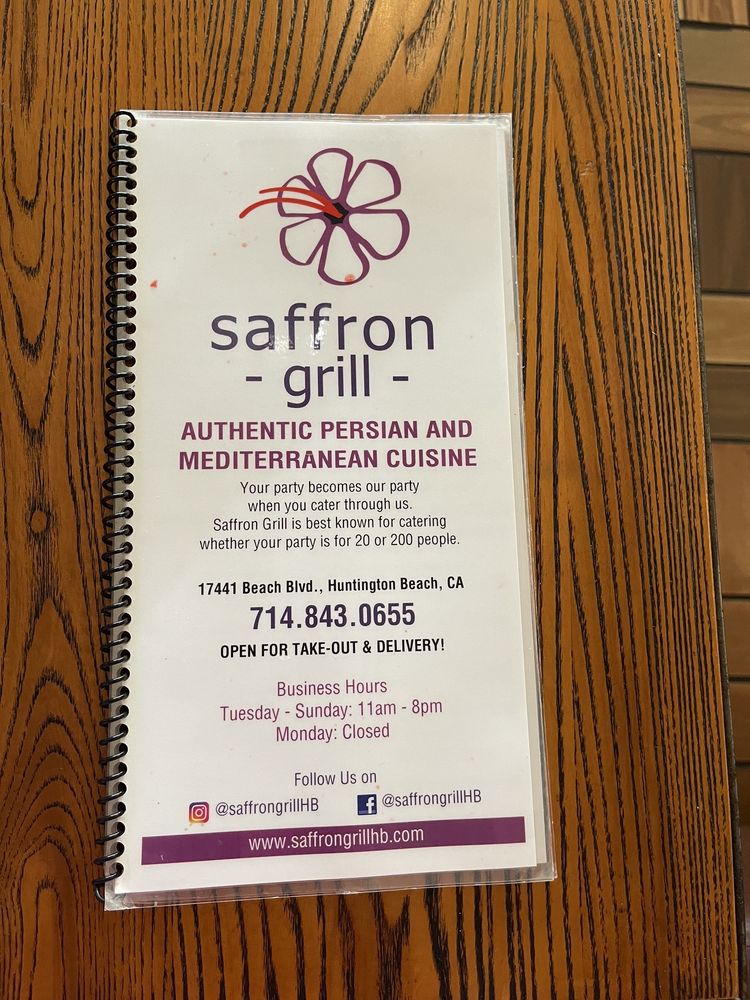 saffron
- grill -
AUTHENTIC PERSIAN AND
MEDITERRANEAN CUISINE
Your party becomes our party
when you cater through us.
Saffron Grill is best known for catering
whether your party is for 20 or 200 people.
17441 Beach Blvd., Huntington Beach, CA
714.843.0655
OPEN FOR TAKE-OUT & DELIVERY!
Business Hours
Tuesday - Sunday: 11am - 8pm
Monday: Closed
Follow Us on
@saffrongrillHB @saffrongrillHB
www.saffrongrillhb.com